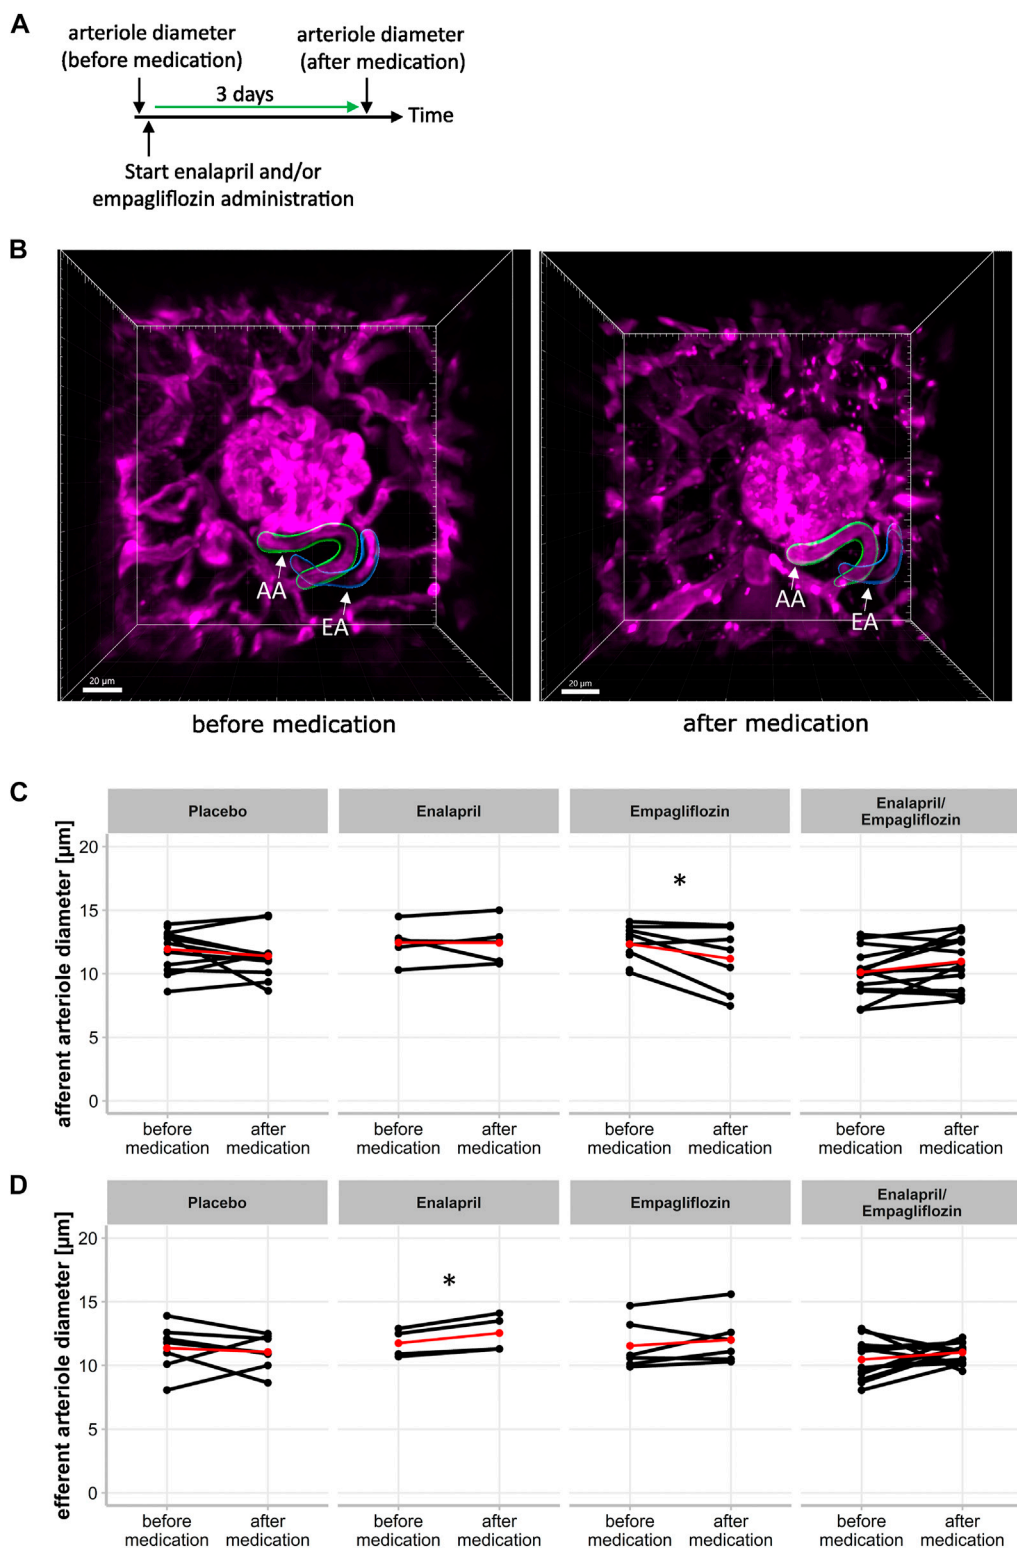 A
arteriole diameter
(before medication)
arteriole diameter
(after medication)
3 days
Time
Start enalapril and/or
empagliflozin administration
B
AA
EA
20 µm
before medication
AA
EA
20 µm
after medication
C
Placebo
Enalapril
Empagliflozin
Enalapril/
Empagliflozin
afferent arteriole diameter [µm]
20
15
10
5
0
*
before
medication
after
medication
before
medication
after
medication
before
medication
after
medication
before
medication
after
medication
D
Placebo
Enalapril
Empagliflozin
Enalapril/
Empagliflozin
efferent arteriole diameter [µm]
20
15
10
5
0
*
before
medication
after
medication
before
medication
after
medication
before
medication
after
medication
before
medication
after
medication